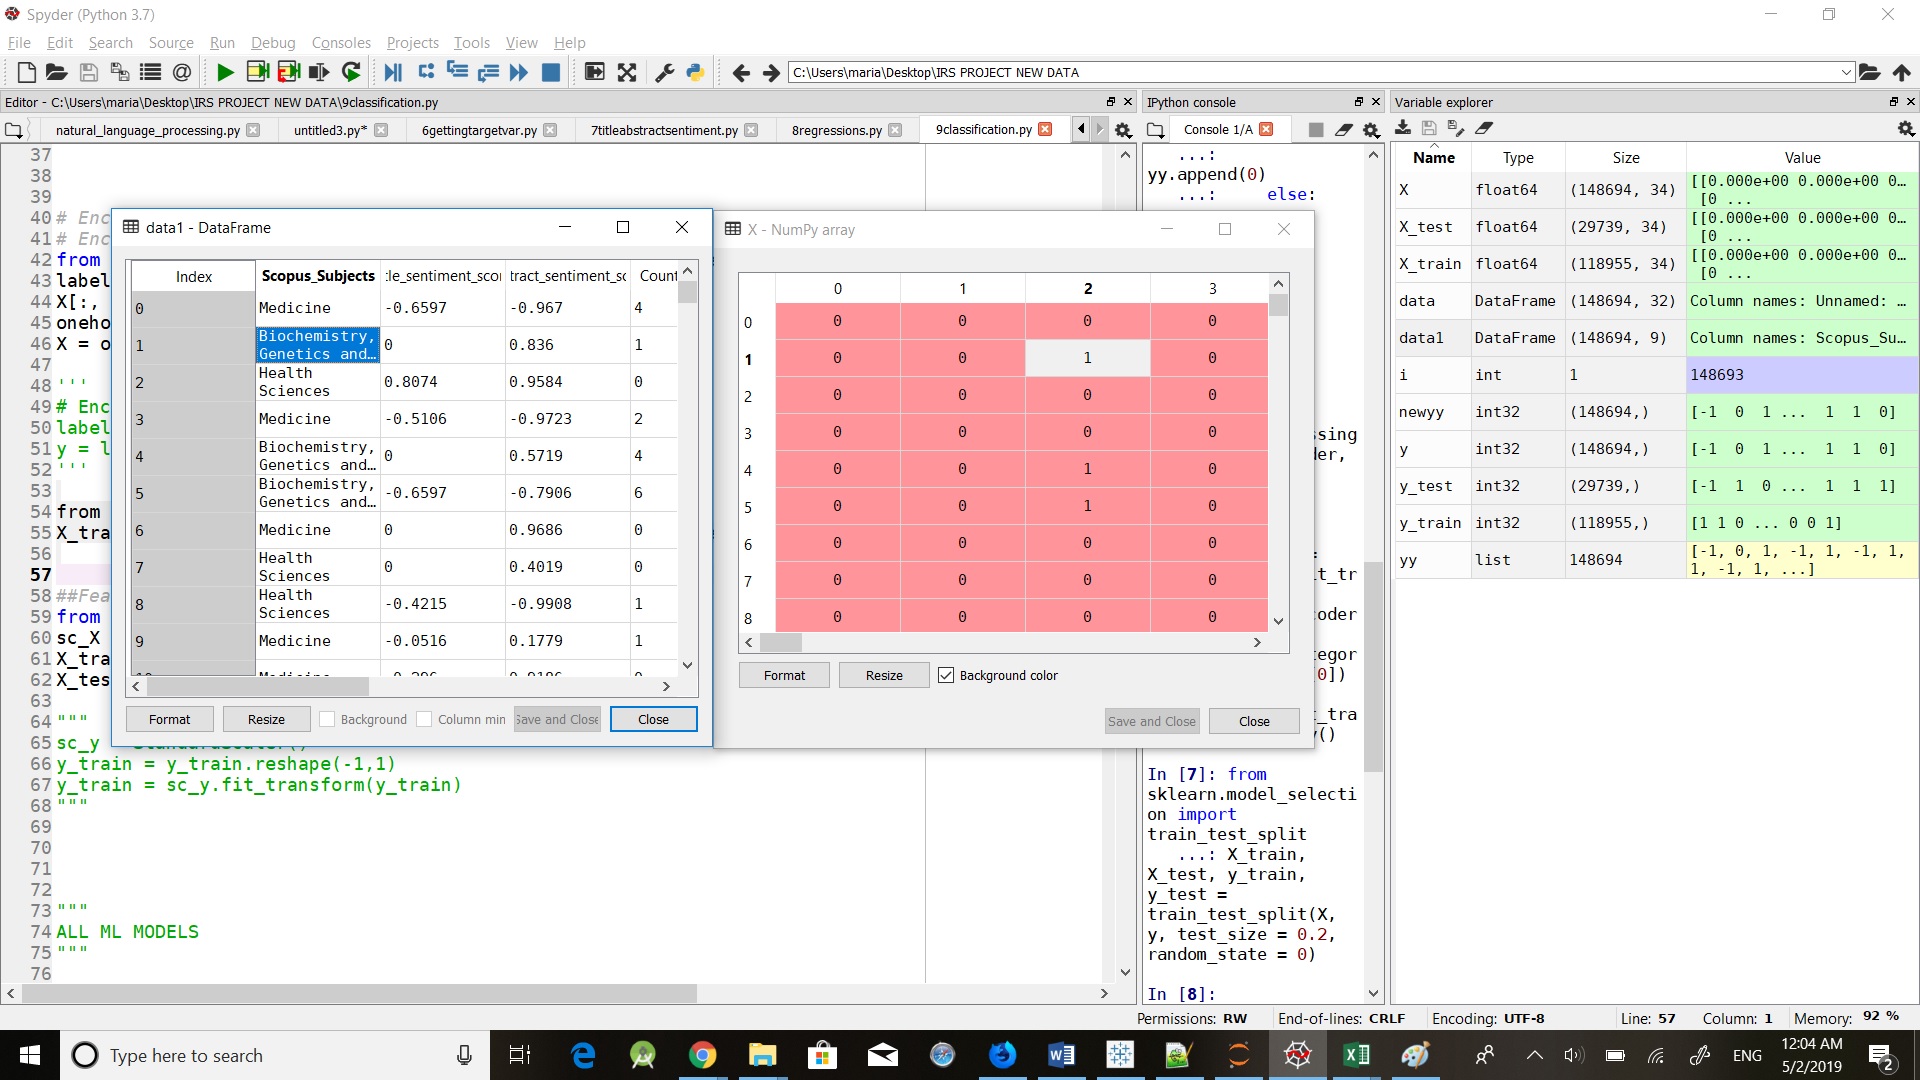 Spyder (Python 3.7)
File Edit Search Source Run Debug Consoles Projects Tools View Help
C:\Users\maria\Desktop\IRS PROJECT NEW DATA
Editor - C:\Users\maria\Desktop\IRS PROJECT NEW DATA\9classification.py
natural_language_processing.py untitled3.py* 6gettingtargetvar.py 7titleabstractsentiment.py 8regressions.py 9classification.py
37
38
39
40 # Enc
41 # Enc
42 from
43 label
44 X[:,
45 oneho
46 X = o
47
48 '''
49 # Enc
50 label
51 y = l
52 '''
53
54 from
55 X_tra
56
57
58 ##Fea
59 from
60 sc_X
61 X_tra
62 X_tes
63
64 """
65 sc_y
66 y_train = y_train.reshape(-1,1)
67 y_train = sc_y.fit_transform(y_train)
68 """
69
70
71
72
73 """
74 ALL ML MODELS
75 """
76
data1 - DataFrame
Index Scopus_Subjects :le_sentiment_scor tract_sentiment_sc Count
0 Medicine -0.6597 -0.967 4
1 Biochemistry, Genetics and... 0 0.836 1
2 Health Sciences 0.8074 0.9584 0
3 Medicine -0.5106 -0.9723 2
4 Biochemistry, Genetics and... 0 0.5719 4
5 Biochemistry, Genetics and... -0.6597 -0.7906 6
6 Medicine 0 0.9686 0
7 Health Sciences 0 0.4019 0
8 Health Sciences -0.4215 -0.9908 1
9 Medicine -0.0516 0.1779 1
Format Resize Background Column min Save and Close Close
X - NumPy array
0 1 2 3
0 0 0 0 0
1 0 0 1 0
2 0 0 0 0
3 0 0 0 0
4 0 0 1 0
5 0 0 1 0
6 0 0 0 0
7 0 0 0 0
8 0 0 0 0
Format Resize Background color
Save and Close Close
IPython console
Console 1/A
...:
yy.append(0)
...: else:
ssing
der,
it_tr
coder
tegor
[0])
t_tra
y()
In [7]: from
sklearn.model_selecti
on import
train_test_split
...: X_train,
X_test, y_train,
y_test =
train_test_split(X,
y, test_size = 0.2,
random_state = 0)
In [8]:
Variable explorer
Name Type Size Value
X float64 (148694, 34) [[0.000e+00 0.000e+00 0... [0 ...
X_test float64 (29739, 34) [[0.000e+00 0.000e+00 0... [0 ...
X_train float64 (118955, 34) [[0.000e+00 0.000e+00 0... [0 ...
data DataFrame (148694, 32) Column names: Unnamed: ...
data1 DataFrame (148694, 9) Column names: Scopus_Su...
i int 1 148693
newyy int32 (148694,) [-1 0 1 ... 1 1 0]
y int32 (148694,) [-1 0 1 ... 1 1 0]
y_test int32 (29739,) [-1 1 0 ... 1 1 1]
y_train int32 (118955,) [1 1 0 ... 0 0 1]
yy list 148694 [-1, 0, 1, -1, 1, -1, 1, 1, -1, 1, ...]
Permissions: RW End-of-lines: CRLF Encoding: UTF-8 Line: 57 Column: 1 Memory: 92 %
Type here to search
ENG
12:04 AM
5/2/2019
2